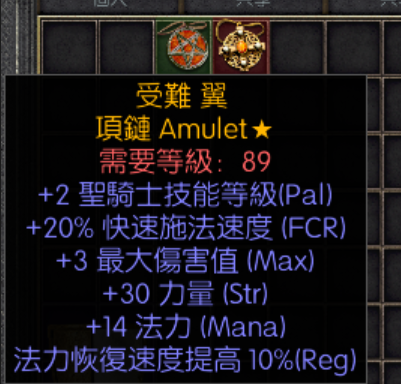 受難 翼
項鏈 Amulet★
需要等級: 89
+2 聖騎士技能等級(Pal)
+20% 快速施法速度 (FCR)
+3 最大傷害值 (Max)
+30 力量 (Str)
+14 法力 (Mana)
法力恢復速度提高 10%(Reg)